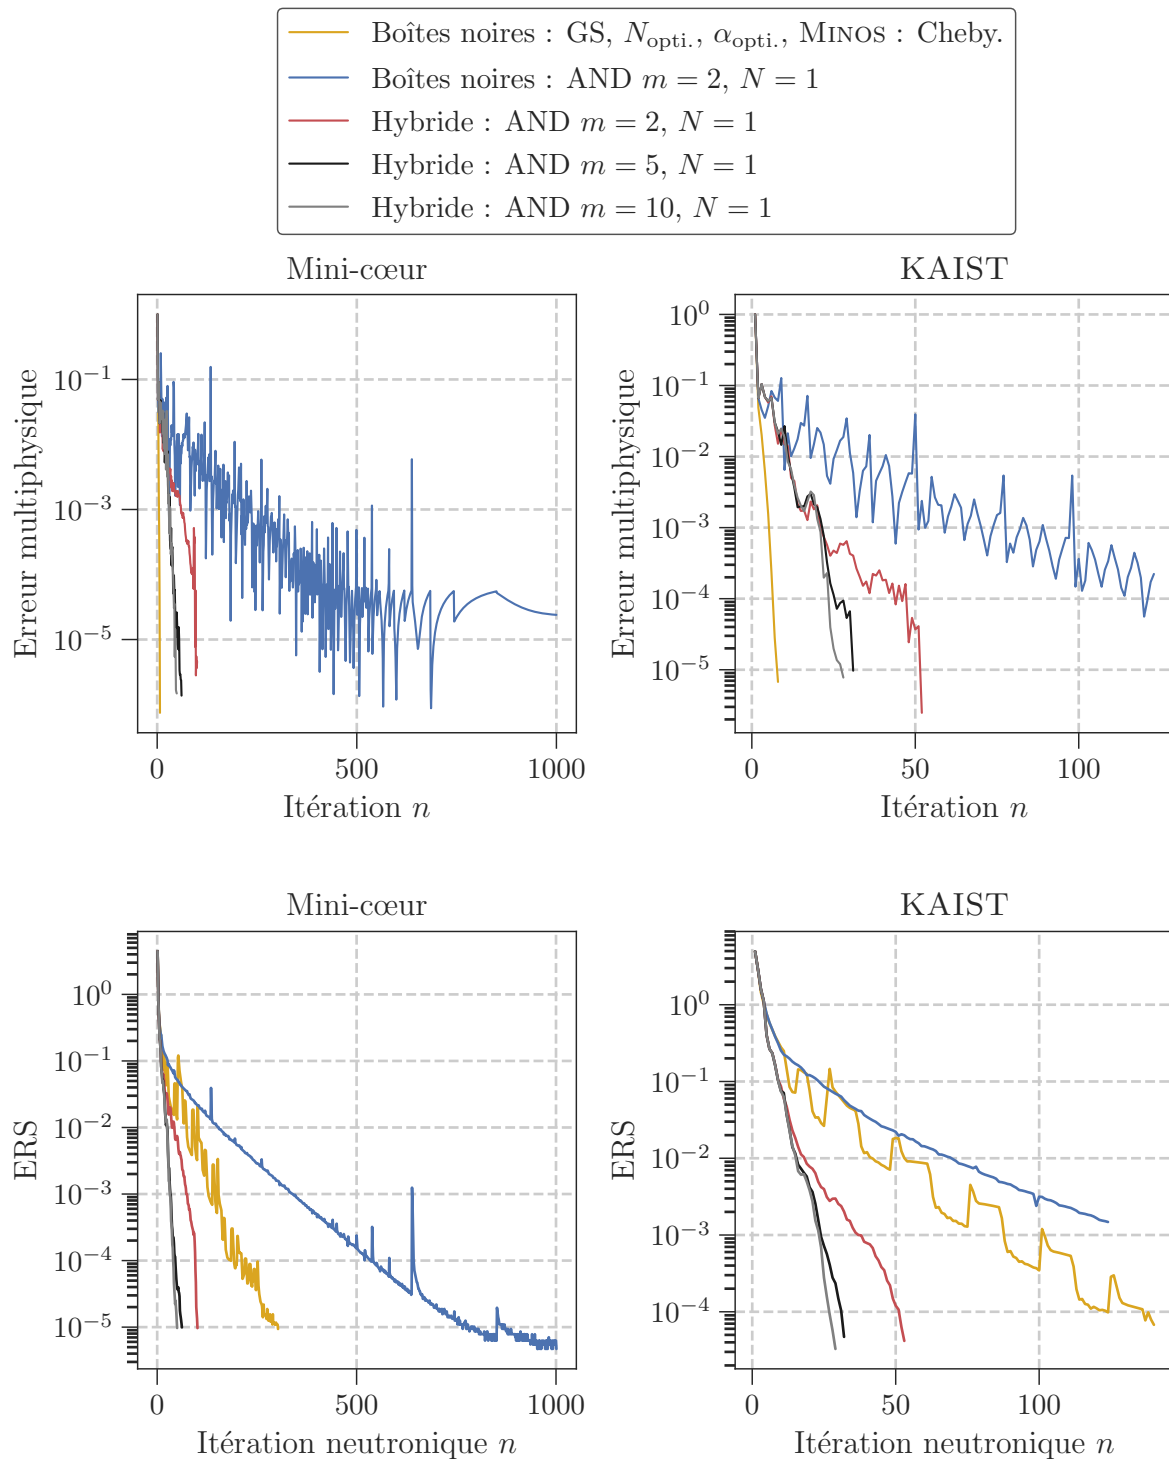 Boîtes noires : GS, N_opti., α_opti., MINOS : Cheby.
Boîtes noires : AND m = 2, N = 1
Hybride : AND m = 2, N = 1
Hybride : AND m = 5, N = 1
Hybride : AND m = 10, N = 1
Mini-cœur
10^−1
10^−3
10^−5
Erreur multiphysique
0 500 1000
Itération n
KAIST
10^0
10^−1
10^−2
10^−3
10^−4
10^−5
Erreur multiphysique
0 50 100
Itération n
Mini-cœur
10^0
10^−1
10^−2
10^−3
10^−4
10^−5
ERS
0 500 1000
Itération neutronique n
KAIST
10^0
10^−1
10^−2
10^−3
10^−4
ERS
0 50 100
Itération neutronique n